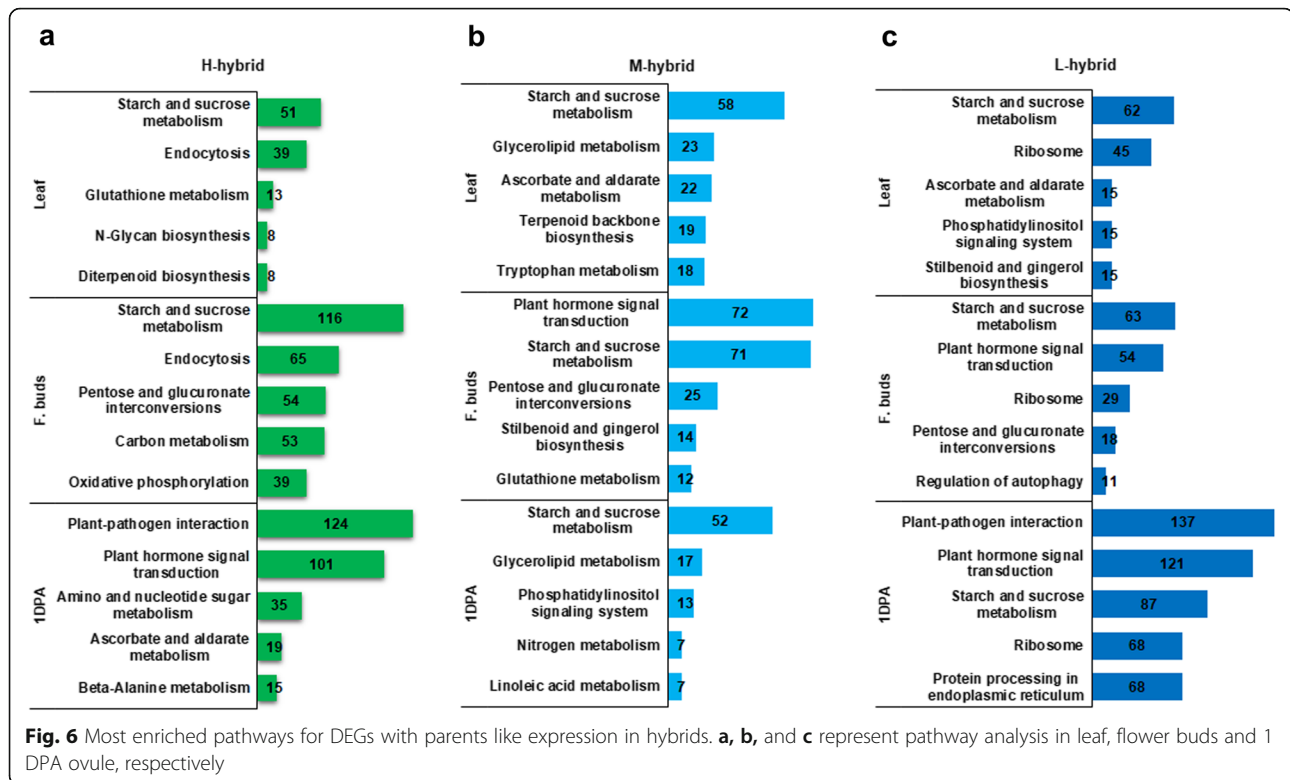 a
H-hybrid
Leaf
Starch and sucrose
metabolism
51
Endocytosis
39
Glutathione metabolism
13
N-Glycan biosynthesis
8
Diterpenoid biosynthesis
8
F. buds
Starch and sucrose
metabolism
116
Endocytosis
65
Pentose and glucuronate
interconversions
54
Carbon metabolism
53
Oxidative phosphorylation
39
1DPA
Plant-pathogen interaction
124
Plant hormone signal
transduction
101
Amino and nucleotide sugar
metabolism
35
Ascorbate and aldarate
metabolism
19
Beta-Alanine metabolism
15
b
M-hybrid
Leaf
Starch and sucrose
metabolism
58
Glycerolipid metabolism
23
Ascorbate and aldarate
metabolism
22
Terpenoid backbone
biosynthesis
19
Tryptophan metabolism
18
F. buds
Plant hormone signal
transduction
72
Starch and sucrose
metabolism
71
Pentose and glucuronate
interconversions
25
Stilbenoid and gingerol
biosynthesis
14
Glutathione metabolism
12
1DPA
Starch and sucrose
metabolism
52
Glycerolipid metabolism
17
Phosphatidylinositol
signaling system
13
Nitrogen metabolism
7
Linoleic acid metabolism
7
c
L-hybrid
Leaf
Starch and sucrose
metabolism
62
Ribosome
45
Ascorbate and aldarate
metabolism
15
Phosphatidylinositol
signaling system
15
Stilbenoid and gingerol
biosynthesis
15
F. buds
Starch and sucrose
metabolism
63
Plant hormone signal
transduction
54
Ribosome
29
Pentose and glucuronate
interconversions
18
Regulation of autophagy
11
1DPA
Plant-pathogen interaction
137
Plant hormone signal
transduction
121
Starch and sucrose
metabolism
87
Ribosome
68
Protein processing in
endoplasmic reticulum
68
Fig. 6 Most enriched pathways for DEGs with parents like expression in hybrids. a, b, and c represent pathway analysis in leaf, flower buds and 1
DPA ovule, respectively